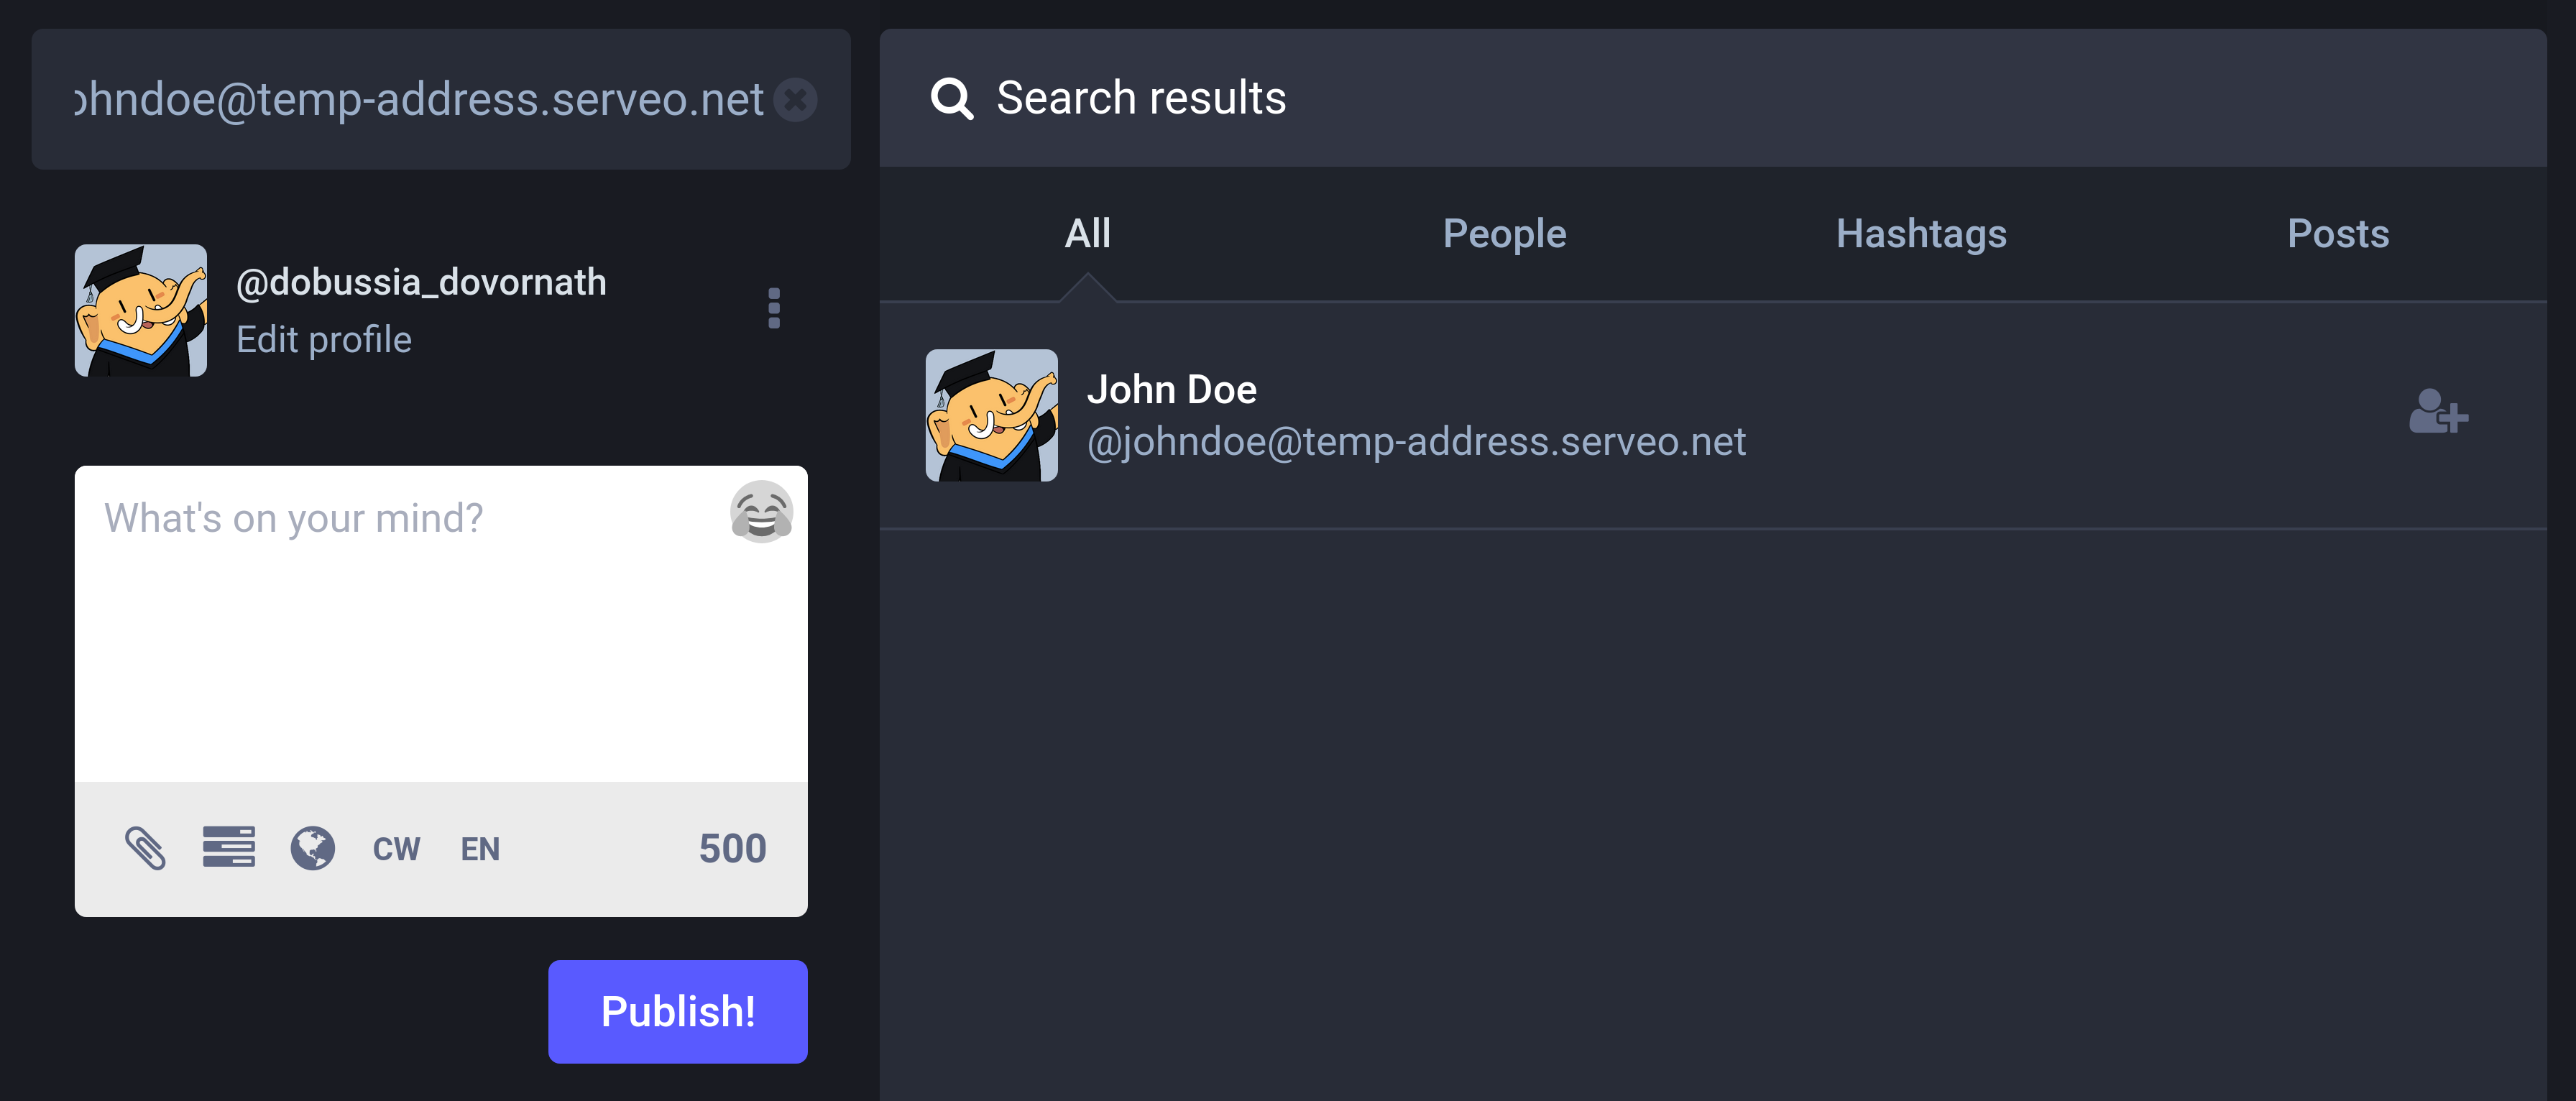 ohndoe@temp-address.serveo.net
@dobussia_dovornath
Edit profile
What's on your mind?
CW EN 500
Publish!
Search results
All People Hashtags Posts
John Doe
@johndoe@temp-address.serveo.net